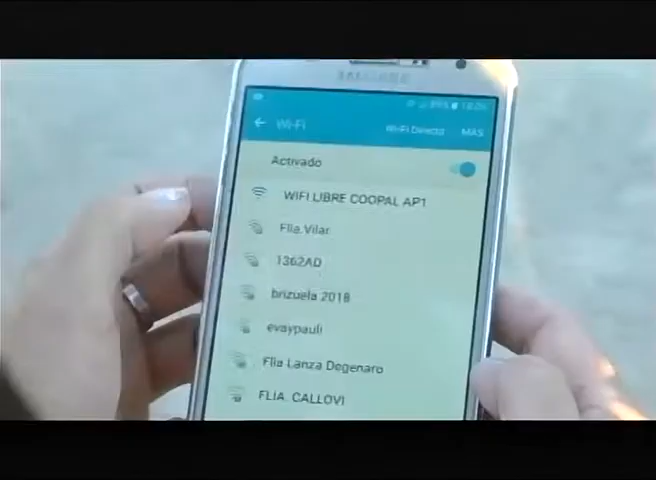 SAMSUNG
Wi-Fi Wi-Fi Directo MÁS
Activado
WIFI LIBRE COOPAL AP1
Flia Vilar
1362AD
brizuela 2018
evaypauli
Flia Lanza Degenaro
FLIA. CALLOVI